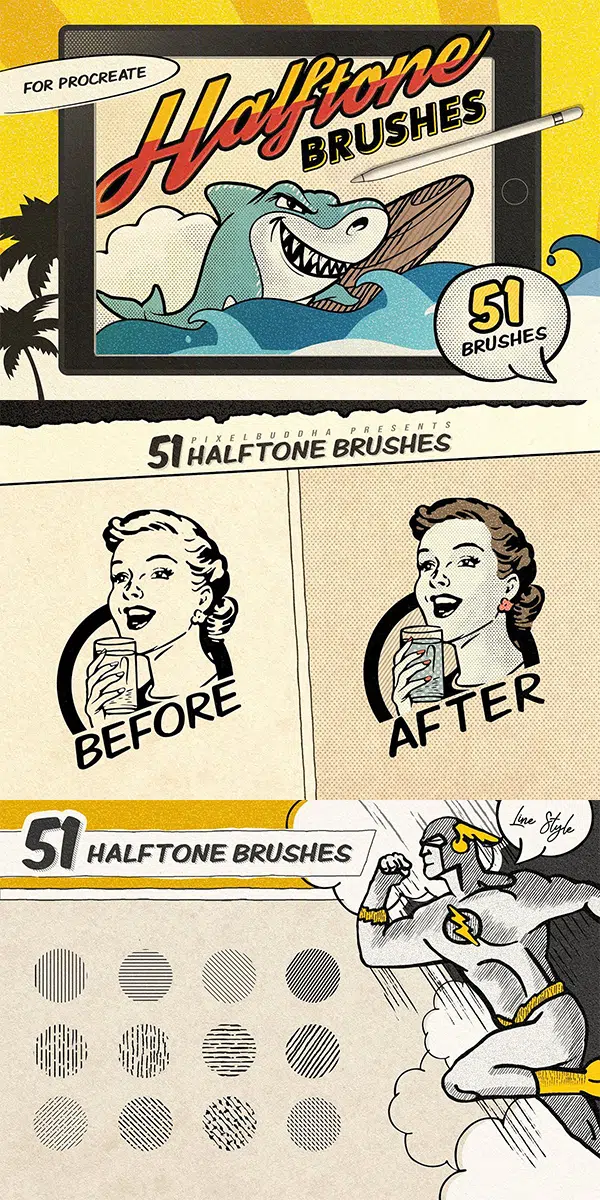 FOR PROCREATE
Halftone
BRUSHES
51
BRUSHES
PIXELBUDDHA PRESENTS
51 HALFTONE BRUSHES
BEFORE
AFTER
51 HALFTONE BRUSHES
Line Style